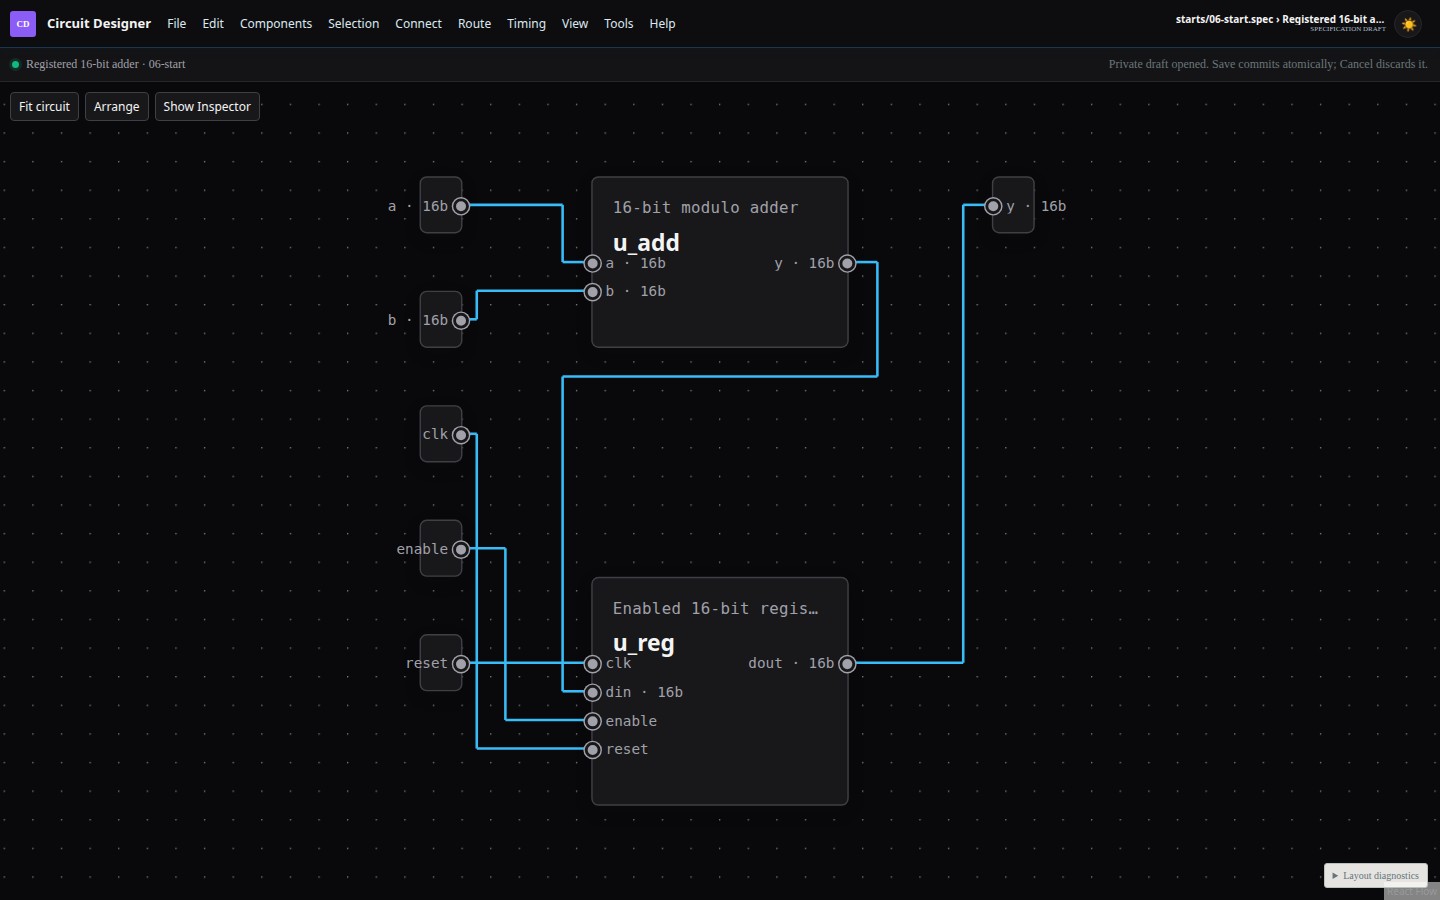 CD Circuit Designer File Edit Components Selection Connect Route Timing View Tools Help
starts/06-start.spec › Registered 16-bit a…
SPECIFICATION DRAFT
Registered 16-bit adder · 06-start
Private draft opened. Save commits atomically; Cancel discards it.
Fit circuit Arrange Show Inspector
a · 16b
16-bit modulo adder
u_add
a · 16b
y · 16b
b · 16b
y · 16b
b · 16b
clk
enable
reset
Enabled 16-bit regis…
u_reg
clk
dout · 16b
din · 16b
enable
reset
Layout diagnostics
React Flow